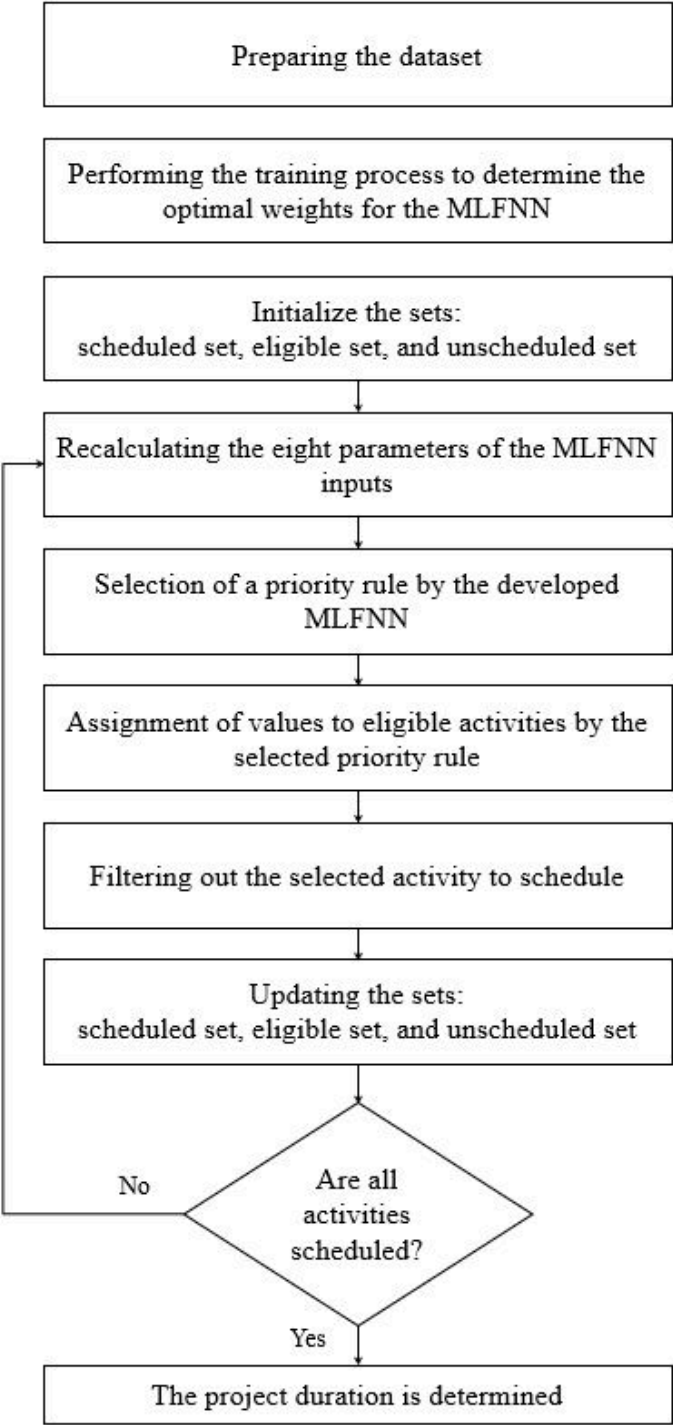 Preparing the dataset
Performing the training process to determine the
optimal weights for the MLFNN
Initialize the sets:
scheduled set, eligible set, and unscheduled set
Recalculating the eight parameters of the MLFNN
inputs
Selection of a priority rule by the developed
MLFNN
Assignment of values to eligible activities by the
selected priority rule
Filtering out the selected activity to schedule
Updating the sets:
scheduled set, eligible set, and unscheduled set
Are all
activities
scheduled?
No
Yes
The project duration is determined